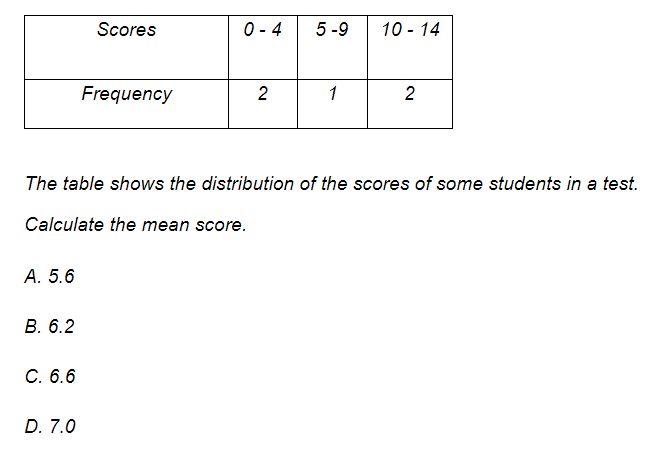 Scores 0 - 4 5 -9 10 - 14
Frequency 2 1 2
The table shows the distribution of the scores of some students in a test.
Calculate the mean score.
A. 5.6
B. 6.2
C. 6.6
D. 7.0